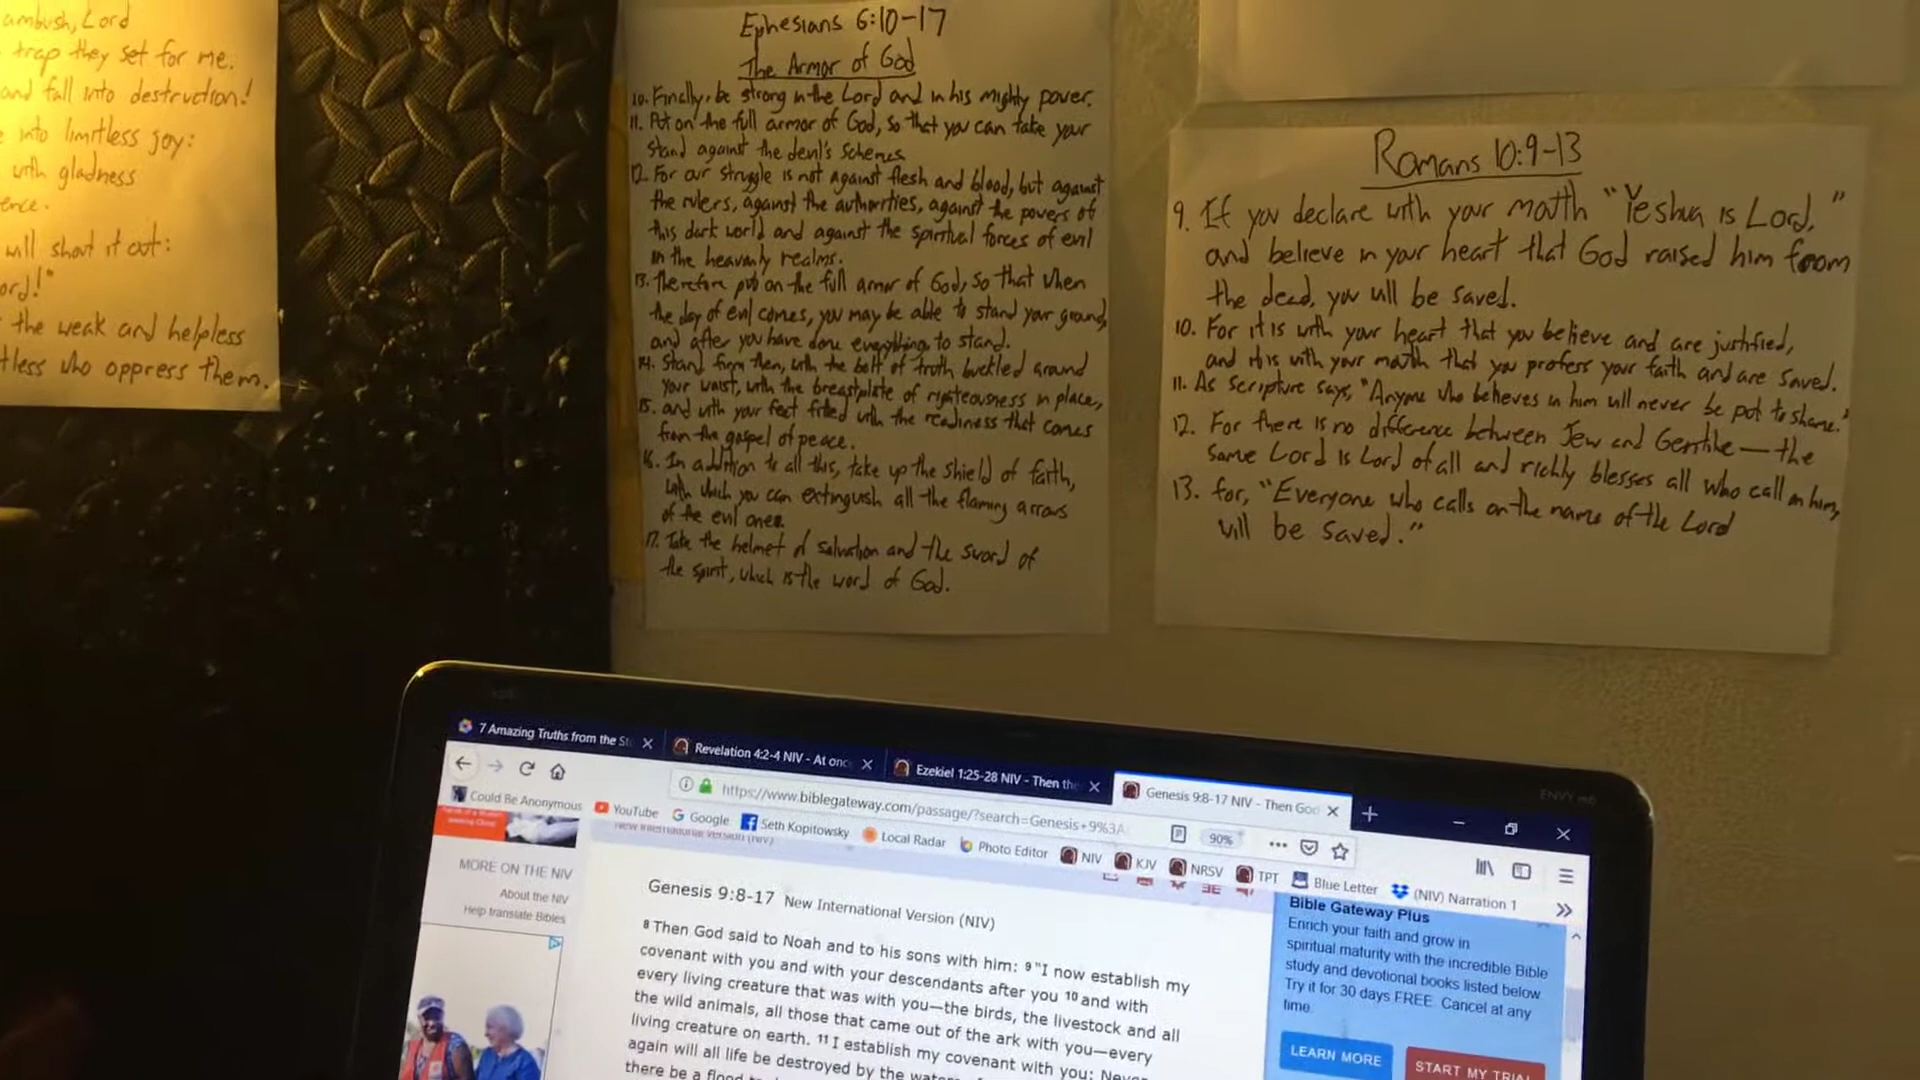 ambush, Lord
trap they set for me.
and fall into destruction!
into limitless joy:
with gladness
ence.
will shout it out:
ord!"
the weak and helpless
tless who oppress them.
Ephesians 6:10-17
The Armor of God
10. Finally, be strong in the Lord and in his mighty power.
11. Put on the full armor of God, so that you can take your
stand against the devil's schemes.
12. For our struggle is not against flesh and blood, but against
the rulers, against the authorities, against the powers of
this dark world and against the spiritual forces of evil
in the heavenly realms.
13. Therefore put on the full armor of God, so that when
the day of evil comes, you may be able to stand your ground,
and after you have done everything, to stand.
14. Stand firm then, with the belt of truth buckled around
your waist, with the breastplate of righteousness in place,
15. and with your feet fitted with the readiness that comes
from the gospel of peace.
16. In addition to all this, take up the shield of faith,
with which you can extinguish all the flaming arrows
of the evil one.
17. Take the helmet of salvation and the sword of
the spirit, which is the word of God.
Romans 10:9-13
9. If you declare with your mouth "Yeshua is Lord,"
and believe in your heart that God raised him from
the dead, you will be saved.
10. For it is with your heart that you believe and are justified,
and it is with your mouth that you profess your faith and are saved.
11. As Scripture says, "Anyone who believes in him will never be put to shame."
12. For there is no difference between Jew and Gentile—the
same Lord is Lord of all and richly blesses all who call on him,
13. for, "Everyone who calls on the name of the Lord
will be saved."
ENVY m6
7 Amazing Truths from the St
Revelation 4:2-4 NIV - At onc
Ezekiel 1:25-28 NIV - Then the
Genesis 9:8-17 NIV - Then God
https://www.biblegateway.com/passage/?search=Genesis+9%3A
90%
Could Be Anonymous
YouTube
Google
Seth Kopitowsky
Local Radar
Photo Editor
NIV
KJV
NRSV
TPT
Blue Letter
(NIV) Narration 1
New International Version (NIV)
MORE ON THE NIV
About the NIV
Help translate Bibles
Genesis 9:8-17 New International Version (NIV)
8 Then God said to Noah and to his sons with him: 9 "I now establish my
covenant with you and with your descendants after you 10 and with
every living creature that was with you—the birds, the livestock and all
the wild animals, all those that came out of the ark with you—every
living creature on earth. 11 I establish my covenant with you: Never
again will all life be destroyed by the waters
there be a flood to
Bible Gateway Plus
Enrich your faith and grow in
spiritual maturity with the incredible Bible
study and devotional books listed below
Try it for 30 days FREE. Cancel at any
time.
LEARN MORE
START MY TRIAL